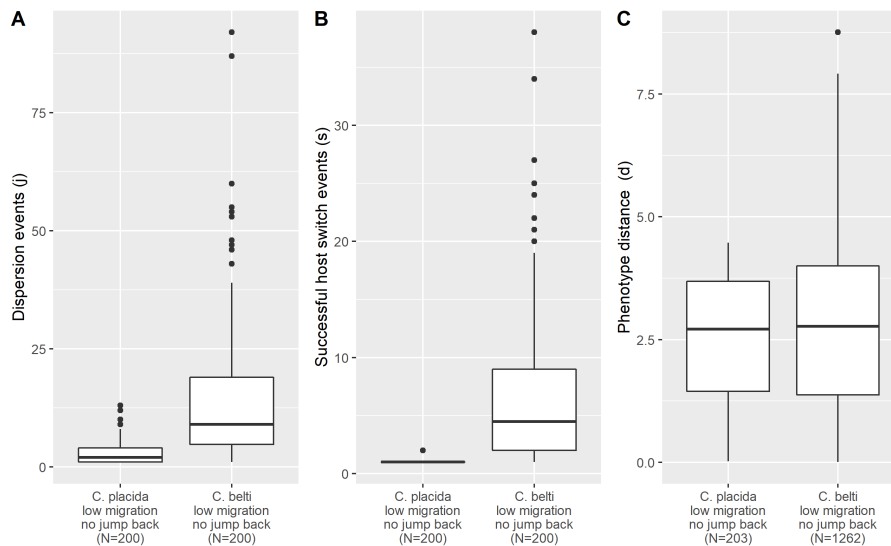 A
Dispersion events (j)
75
50
25
0
C. placida
low migration
no jump back
(N=200)
C. belti
low migration
no jump back
(N=200)
B
Successful host switch events (s)
30
20
10
0
C. placida
low migration
no jump back
(N=200)
C. belti
low migration
no jump back
(N=200)
C
Phenotype distance (d)
7.5
5.0
2.5
0.0
C. placida
low migration
no jump back
(N=203)
C. belti
low migration
no jump back
(N=1262)